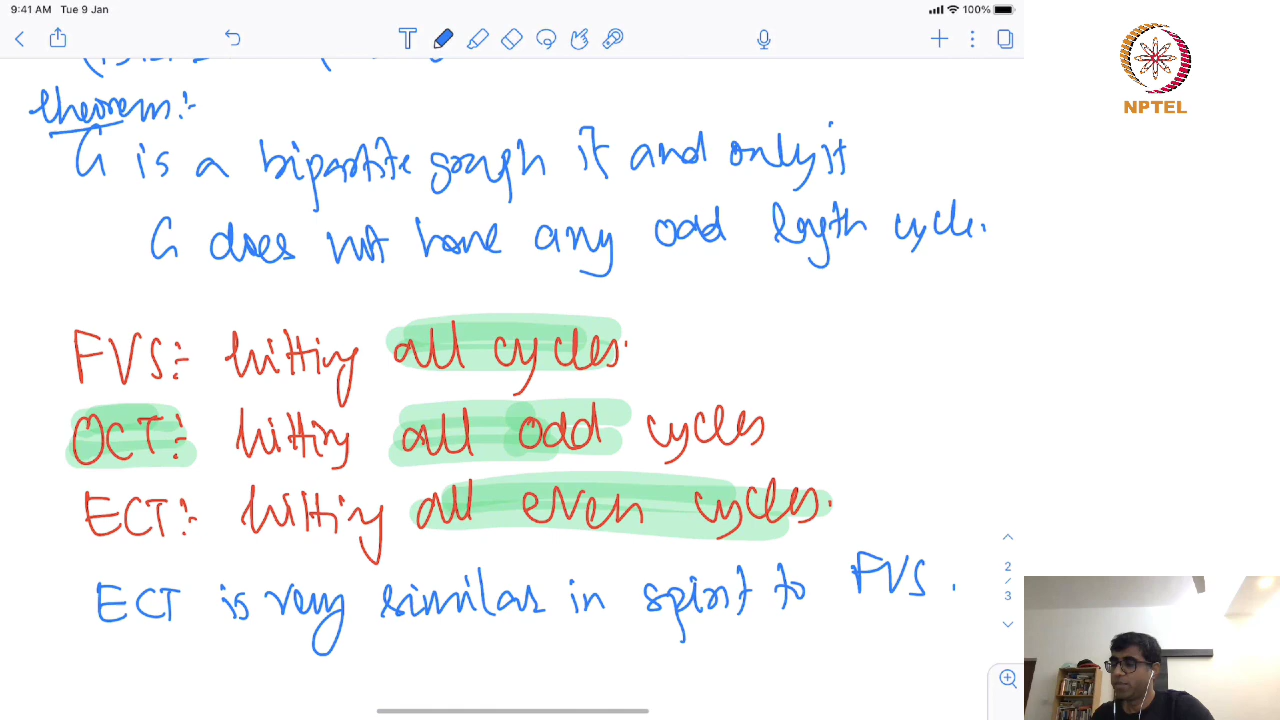 9:41 AM Tue 9 Jan
100%
theorem:-
G is a bipartite graph if and only if
G does not have any odd length cycle.
FVS:- hitting all cycles.
OCT:- hitting all odd cycles
ECT:- hitting all even cycles.
ECT is very similar in spirit to FVS.
2
/
3
NPTEL